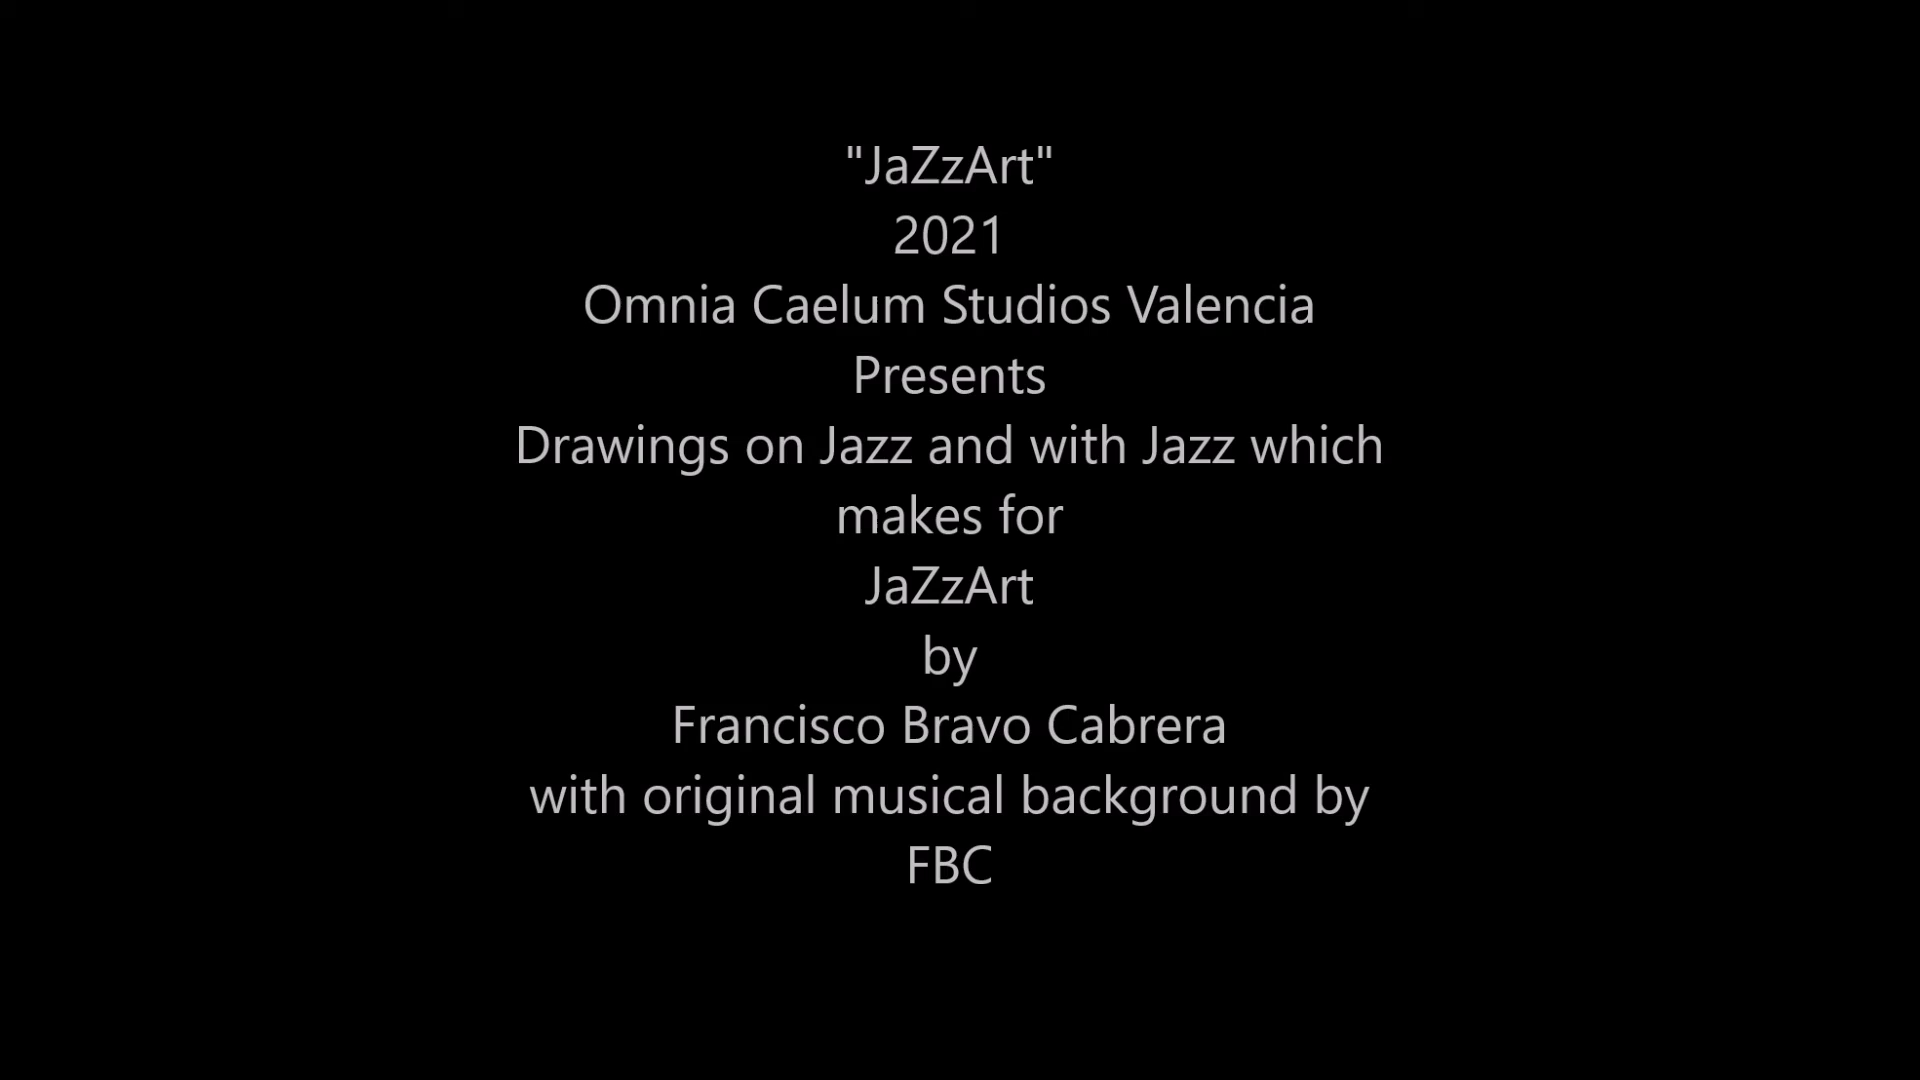 "JaZzArt"
2021
Omnia Caelum Studios Valencia
Presents
Drawings on Jazz and with Jazz which
makes for
JaZzArt
by
Francisco Bravo Cabrera
with original musical background by
FBC